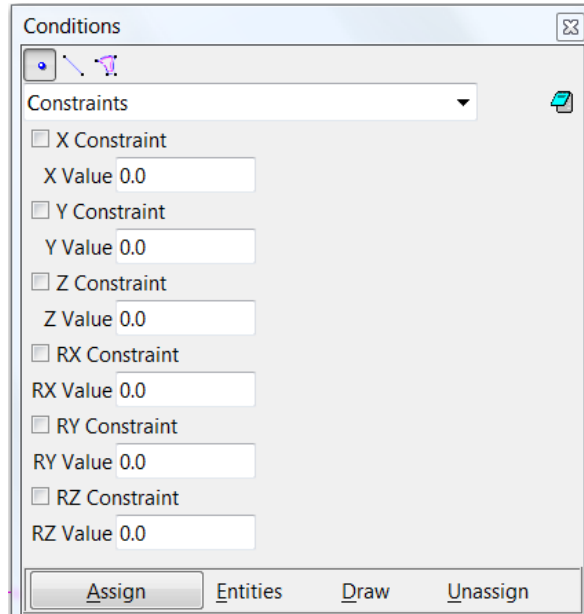 Conditions
Constraints
X Constraint
X Value 0.0
Y Constraint
Y Value 0.0
Z Constraint
Z Value 0.0
RX Constraint
RX Value 0.0
RY Constraint
RY Value 0.0
RZ Constraint
RZ Value 0.0
Assign Entities Draw Unassign